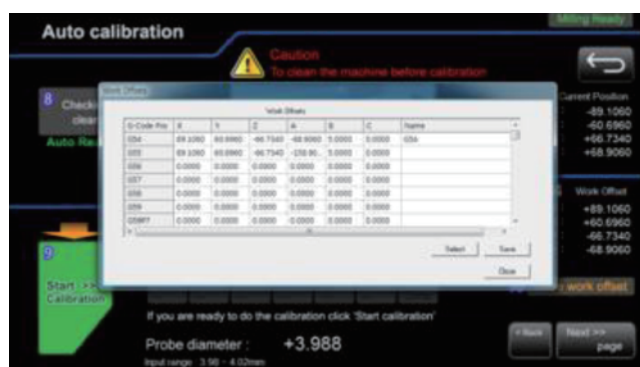 Milling Ready
Auto calibration
Caution
To clean the machine before calibration
Work Offsets
Work Offsets
Current Position
8
G-Code Pro X Y Z A B C Name
G54 89.1060 60.6960 -66.7340 -68.9060 5.0000 0.0000 G54
G55 89.1060 60.6960 -66.7340 5.0000 0.0000
G56 0.0000 0.0000 0.0000 0.0000 0.0000 0.0000
G57 0.0000 0.0000 0.0000 0.0000 0.0000 0.0000
G58 0.0000 0.0000 0.0000 0.0000 0.0000 0.0000
G59 0.0000 0.0000 0.0000 0.0000 0.0000 0.0000
G59P7 0.0000 0.0000 0.0000 0.0000 0.0000 0.0000
-89.1060
-60.6960
+66.7340
+68.9060
Work Offset
+89.1060
+60.6960
-66.7340
-68.9060
Select Save
Close
9
Start >>
Calibration
work offset
If you are ready to do the calibration click 'Start calibration'
Probe diameter : +3.988
Input range : 3.98 ~ 4.02mm
< Back
Next >>
page